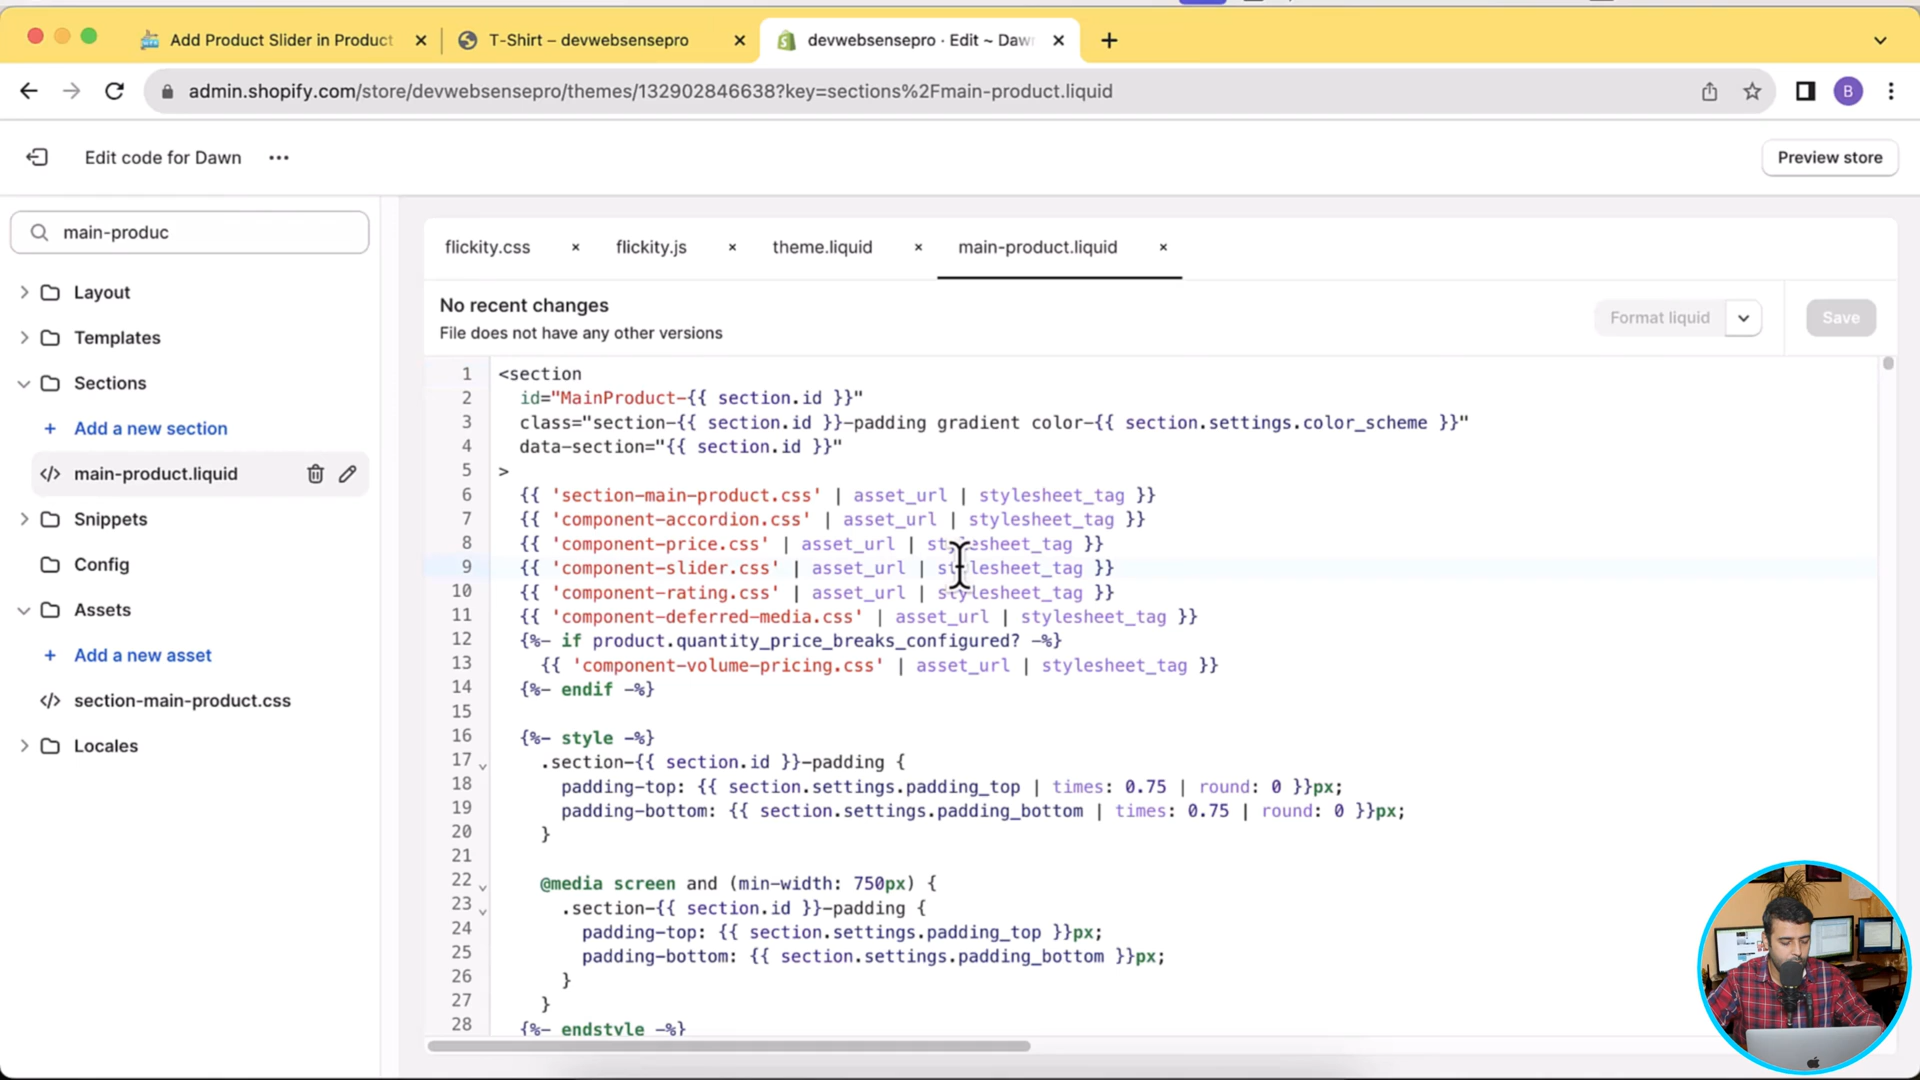 Add Product Slider in Product
T-Shirt – devwebsensepro
devwebsensepro · Edit ~ Daw
admin.shopify.com/store/devwebsensepro/themes/132902846638?key=sections%2Fmain-product.liquid
B
Edit code for Dawn
Preview store
main-produc
Layout
Templates
Sections
+ Add a new section
</> main-product.liquid
Snippets
Config
Assets
+ Add a new asset
</> section-main-product.css
Locales
flickity.css
flickity.js
theme.liquid
main-product.liquid
No recent changes
File does not have any other versions
Format liquid
Save
1 <section
2 id="MainProduct-{{ section.id }}"
3 class="section-{{ section.id }}-padding gradient color-{{ section.settings.color_scheme }}"
4 data-section="{{ section.id }}"
5 >
6 {{ 'section-main-product.css' | asset_url | stylesheet_tag }}
7 {{ 'component-accordion.css' | asset_url | stylesheet_tag }}
8 {{ 'component-price.css' | asset_url | stylesheet_tag }}
9 {{ 'component-slider.css' | asset_url | stylesheet_tag }}
10 {{ 'component-rating.css' | asset_url | stylesheet_tag }}
11 {{ 'component-deferred-media.css' | asset_url | stylesheet_tag }}
12 {%- if product.quantity_price_breaks_configured? -%}
13 {{ 'component-volume-pricing.css' | asset_url | stylesheet_tag }}
14 {%- endif -%}
15
16 {%- style -%}
17 .section-{{ section.id }}-padding {
18 padding-top: {{ section.settings.padding_top | times: 0.75 | round: 0 }}px;
19 padding-bottom: {{ section.settings.padding_bottom | times: 0.75 | round: 0 }}px;
20 }
21
22 @media screen and (min-width: 750px) {
23 .section-{{ section.id }}-padding {
24 padding-top: {{ section.settings.padding_top }}px;
25 padding-bottom: {{ section.settings.padding_bottom }}px;
26 }
27 }
28 {%- endstyle -%}